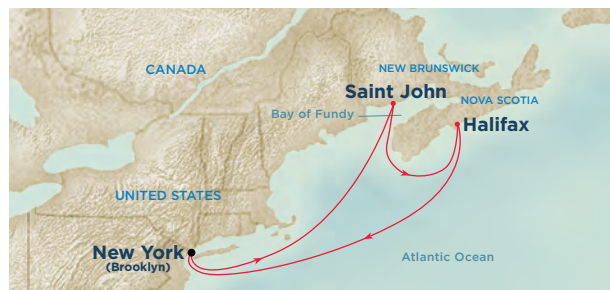 CANADA
NEW BRUNSWICK
Saint John
NOVA SCOTIA
Bay of Fundy
Halifax
UNITED STATES
New York
(Brooklyn)
Atlantic Ocean